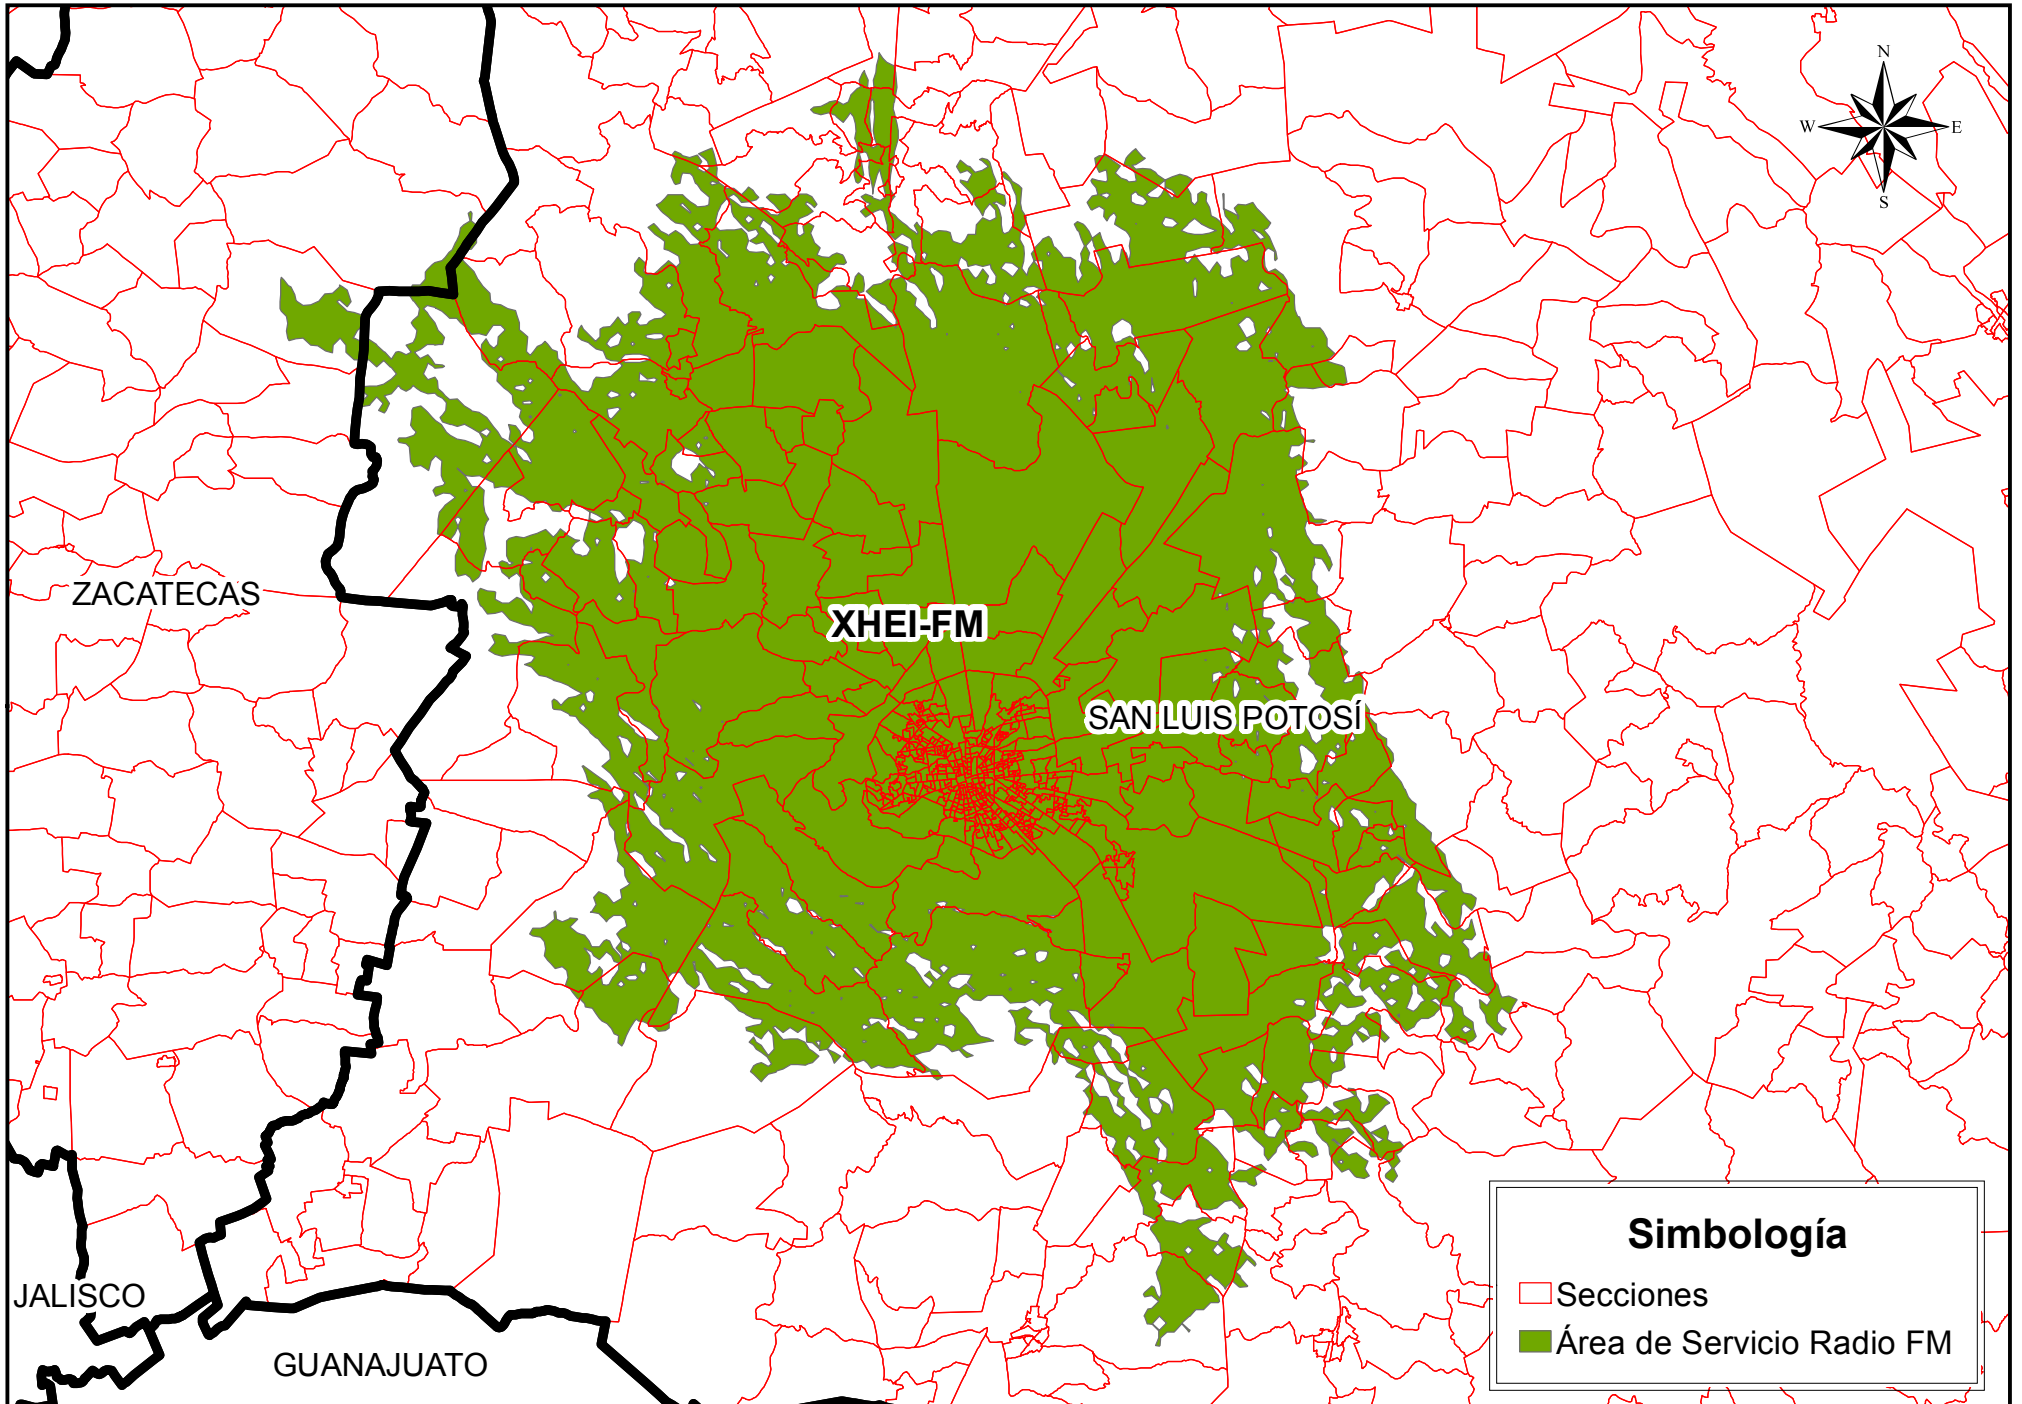 N
W E
S
ZACATECAS
XHEI-FM
SAN LUIS POTOSÍ
JALISCO
GUANAJUATO
Simbología
Secciones
Área de Servicio Radio FM